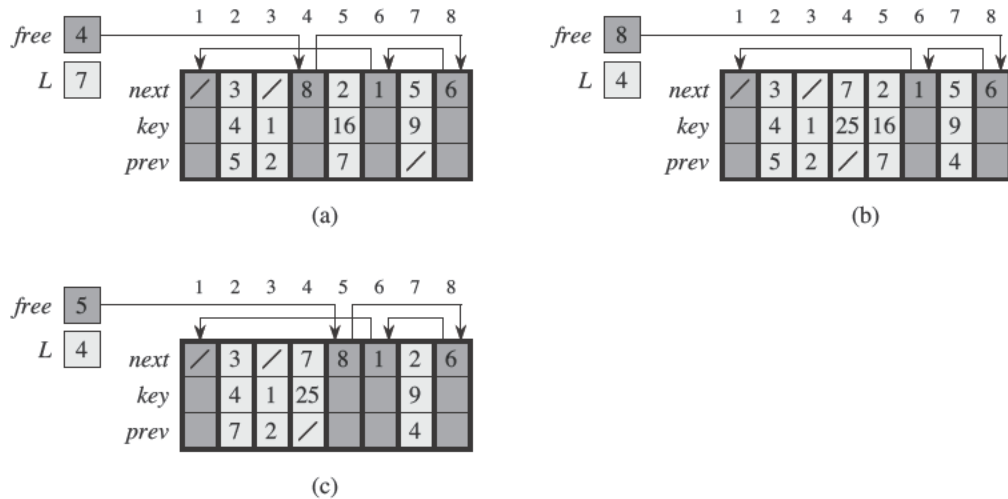 1 2 3 4 5 6 7 8
free 4
L 7
next / 3 / 8 2 1 5 6
key 4 1 16 9
prev 5 2 7 /
(a)
1 2 3 4 5 6 7 8
free 8
L 4
next / 3 / 7 2 1 5 6
key 4 1 25 16 9
prev 5 2 / 7 4
(b)
1 2 3 4 5 6 7 8
free 5
L 4
next / 3 / 7 8 1 2 6
key 4 1 25 9
prev 7 2 / 4
(c)